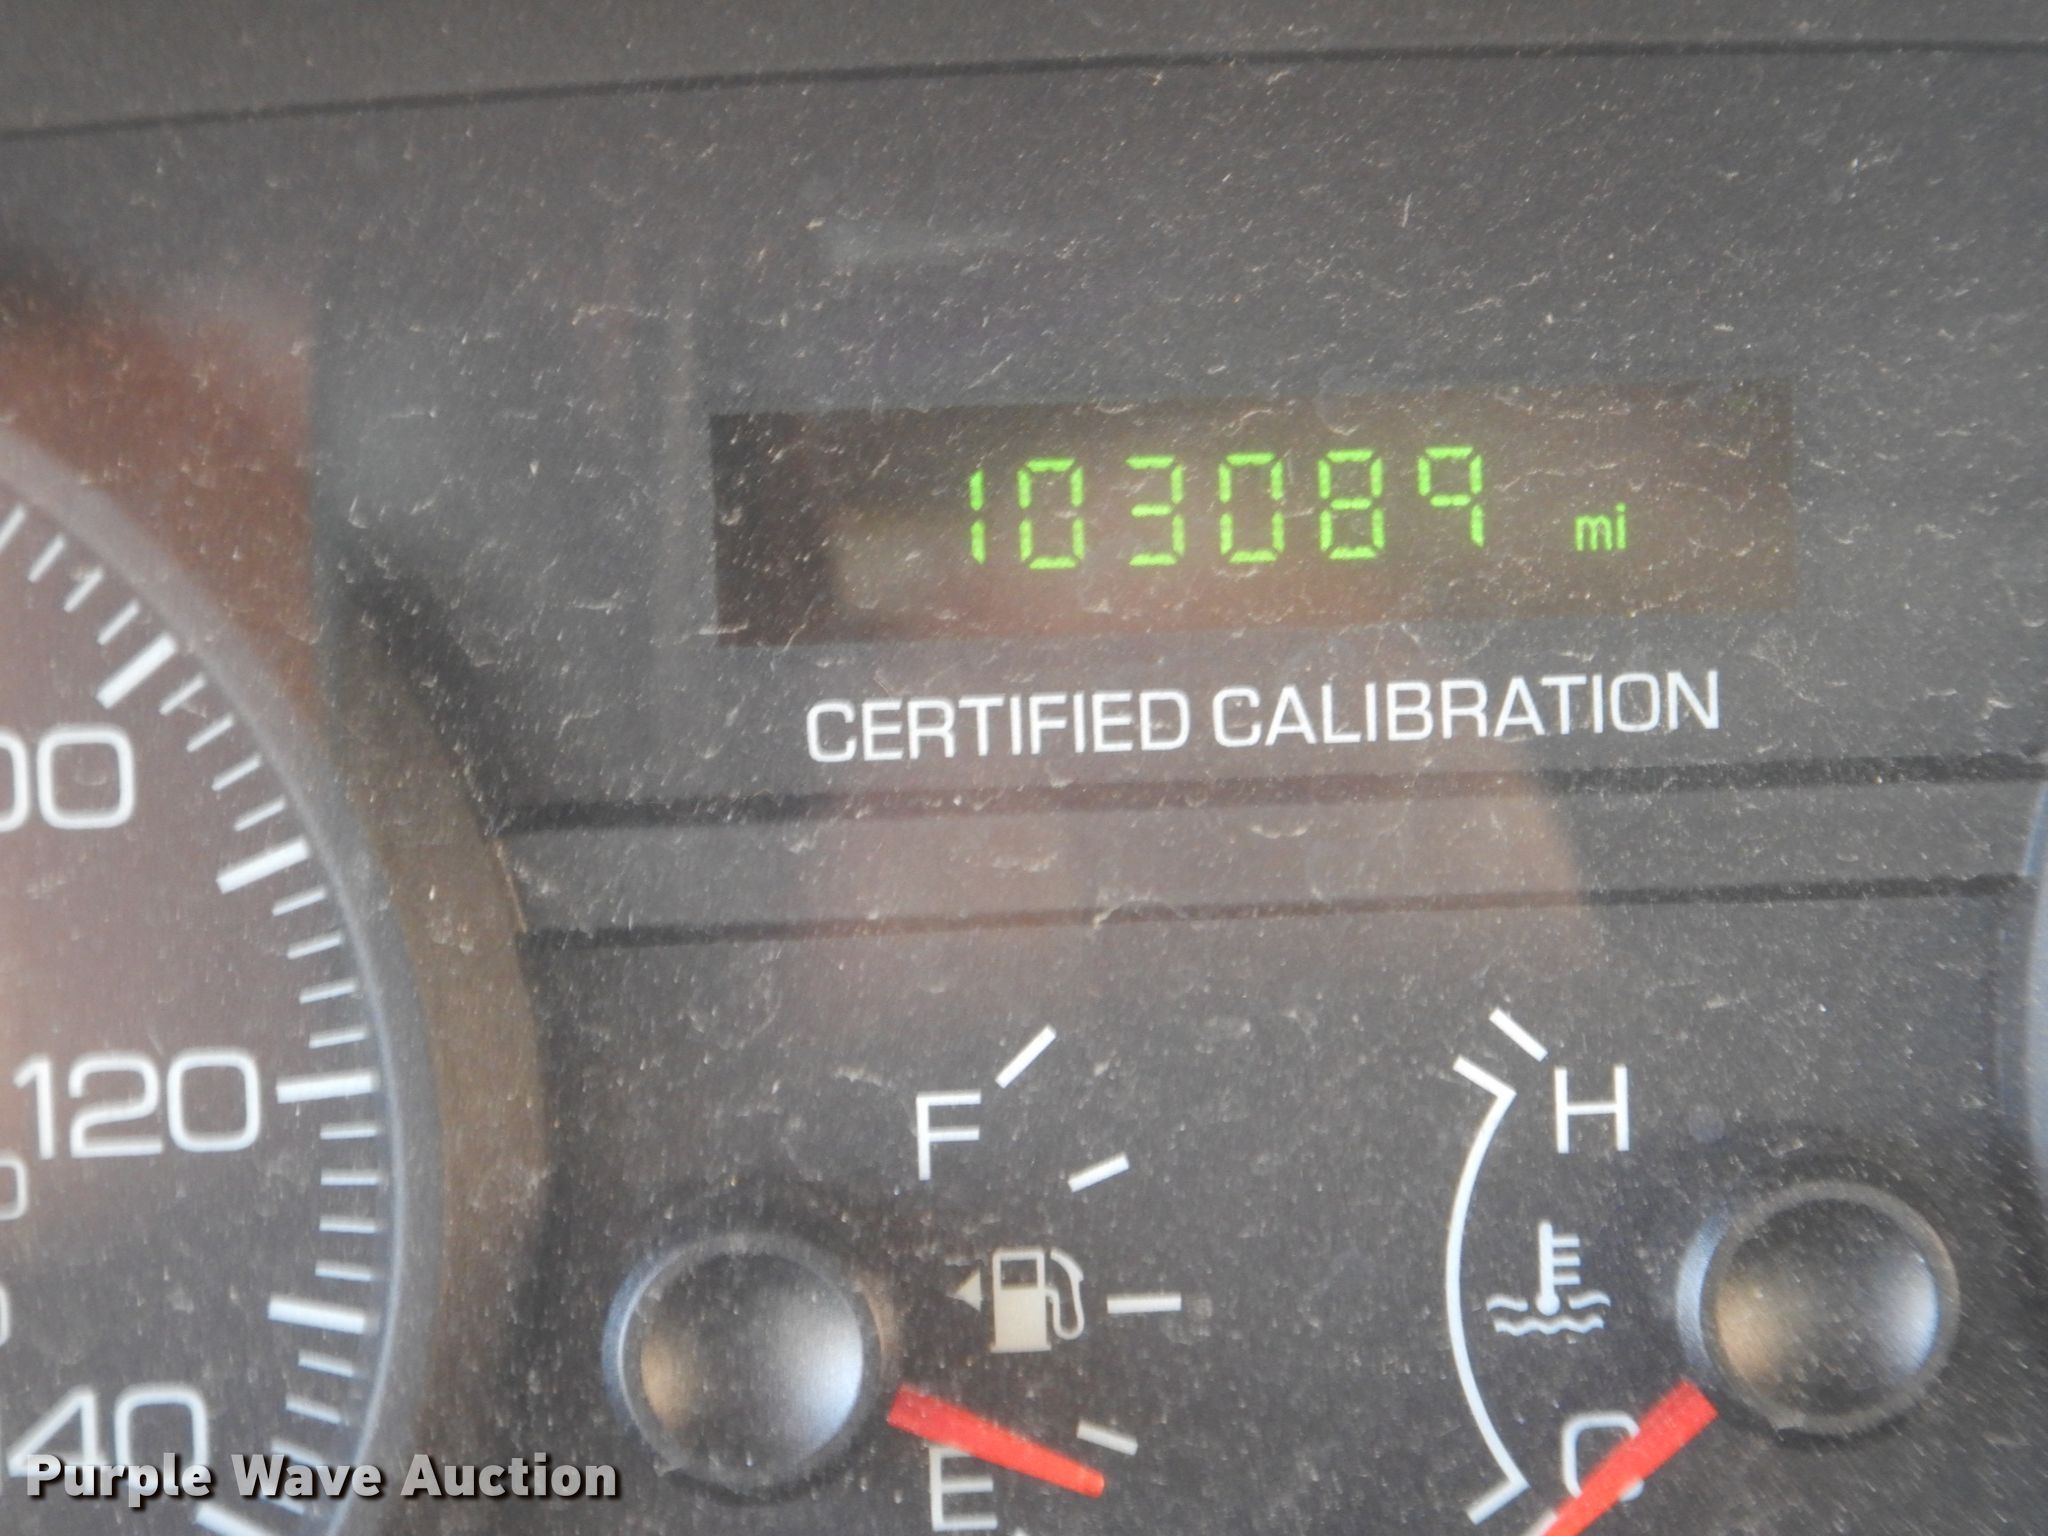 103089 mi
CERTIFIED CALIBRATION
00
120
140
F
E
H
C
Purple Wave Auction